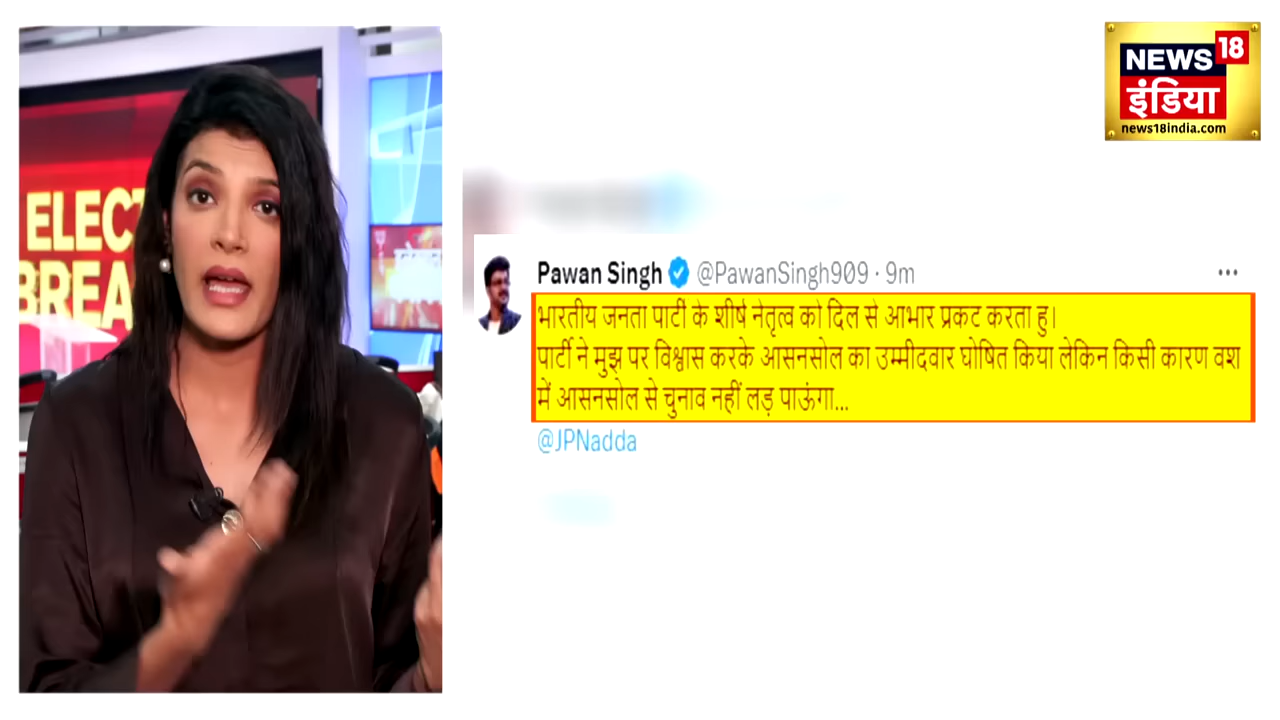 ELECT
BREA
NEWS 18
इंडिया
news18india.com
Pawan Singh @PawanSingh909 · 9m
भारतीय जनता पार्टी के शीर्ष नेतृत्व को दिल से आभार प्रकट करता हु।
पार्टी ने मुझ पर विश्वास करके आसनसोल का उम्मीदवार घोषित किया लेकिन किसी कारण वश
में आसनसोल से चुनाव नहीं लड़ पाऊंगा...
@JPNadda